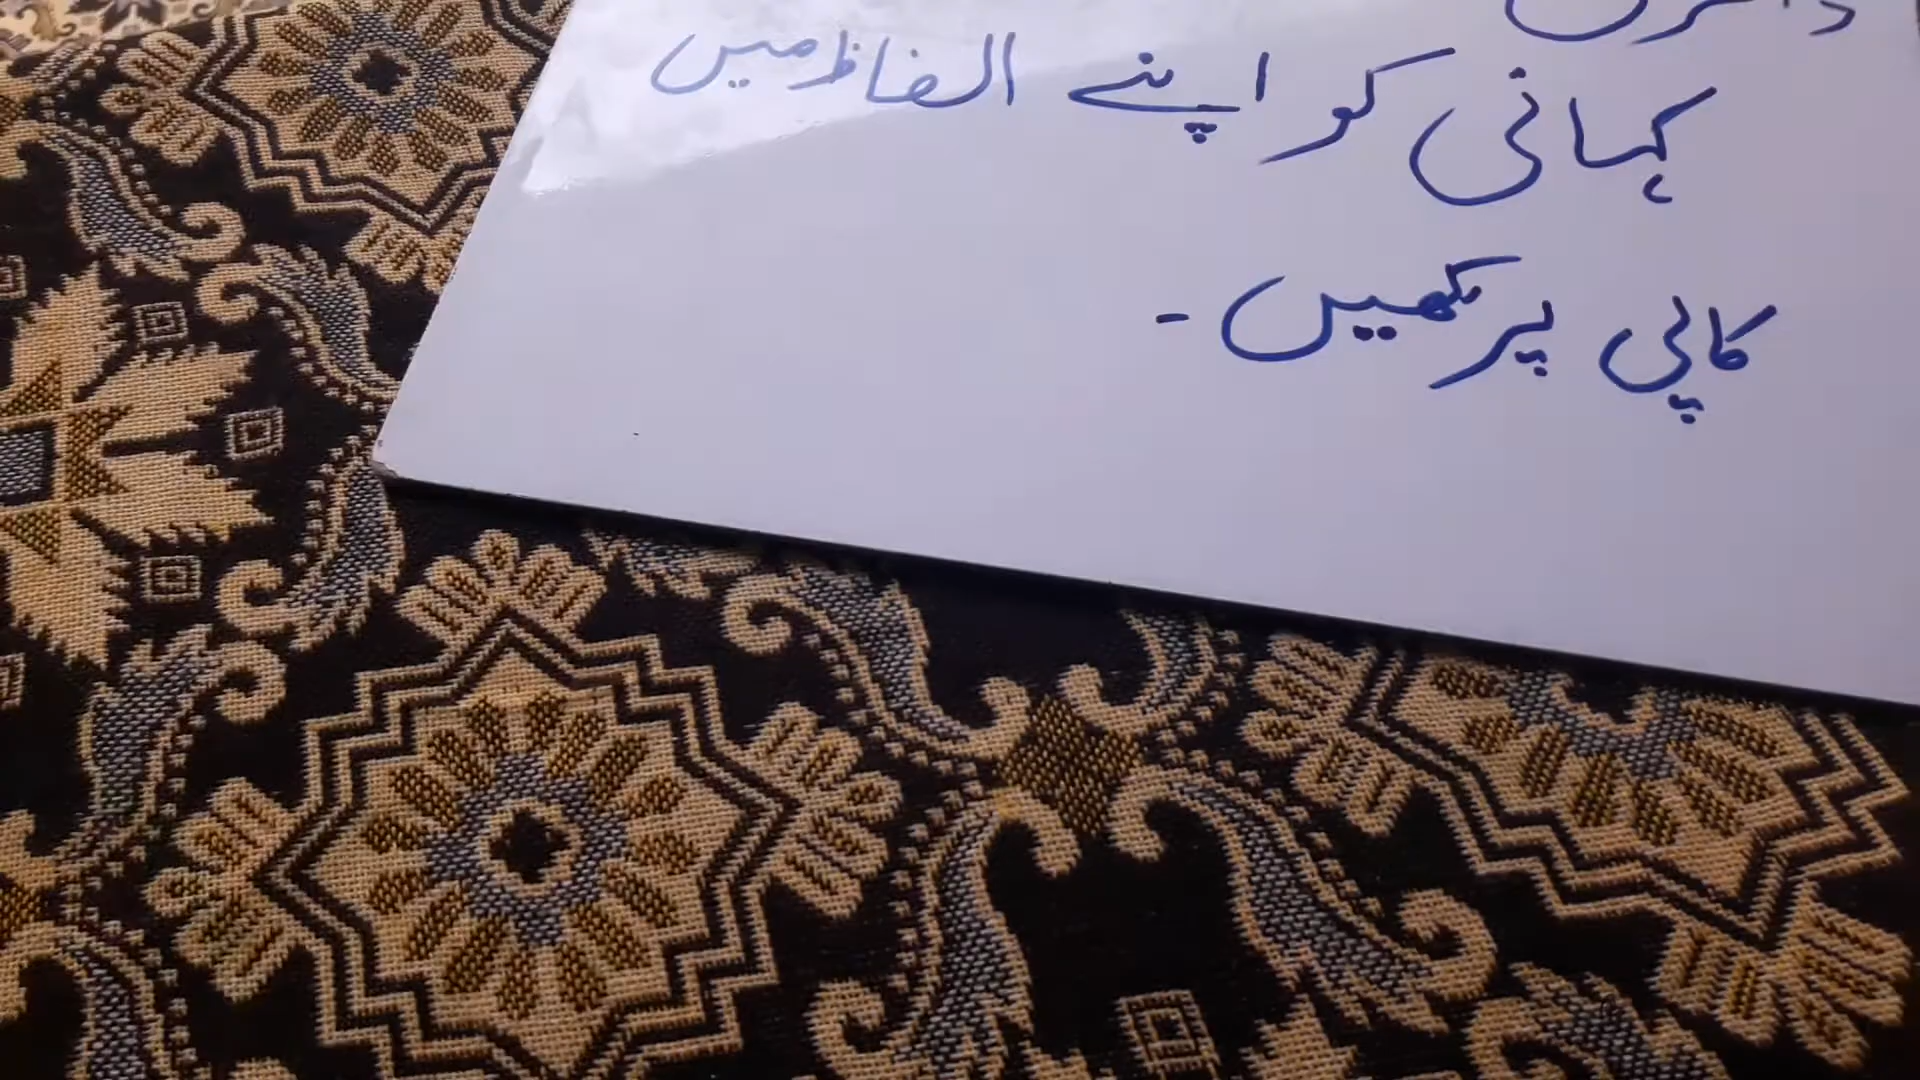 کہانی کو اپنے الفاظ میں
کاپی پر لکھیں۔